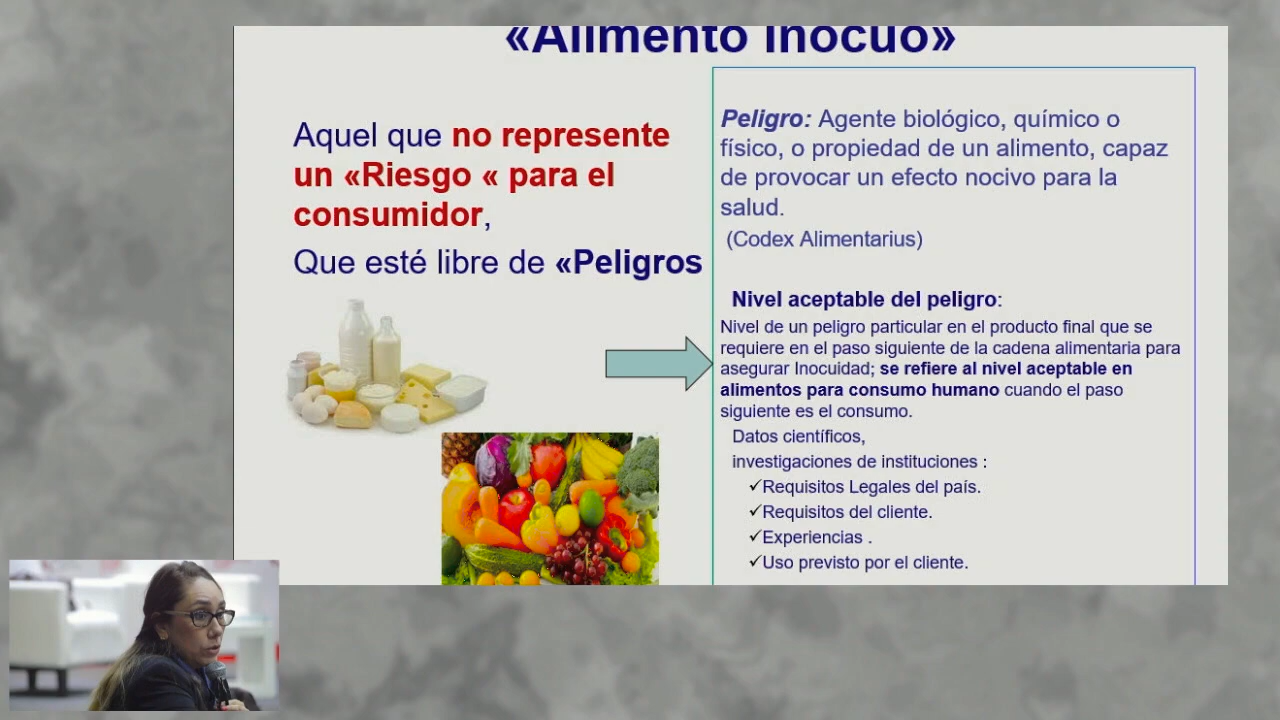 «Alimento Inocuo»
Aquel que no represente
un «Riesgo « para el
consumidor,
Que esté libre de «Peligros
Peligro: Agente biológico, químico o
físico, o propiedad de un alimento, capaz
de provocar un efecto nocivo para la
salud.
(Codex Alimentarius)
Nivel aceptable del peligro:
Nivel de un peligro particular en el producto final que se
requiere en el paso siguiente de la cadena alimentaria para
asegurar Inocuidad; se refiere al nivel aceptable en
alimentos para consumo humano cuando el paso
siguiente es el consumo.
Datos científicos,
investigaciones de instituciones :
✓Requisitos Legales del país.
✓Requisitos del cliente.
✓Experiencias .
✓Uso previsto por el cliente.